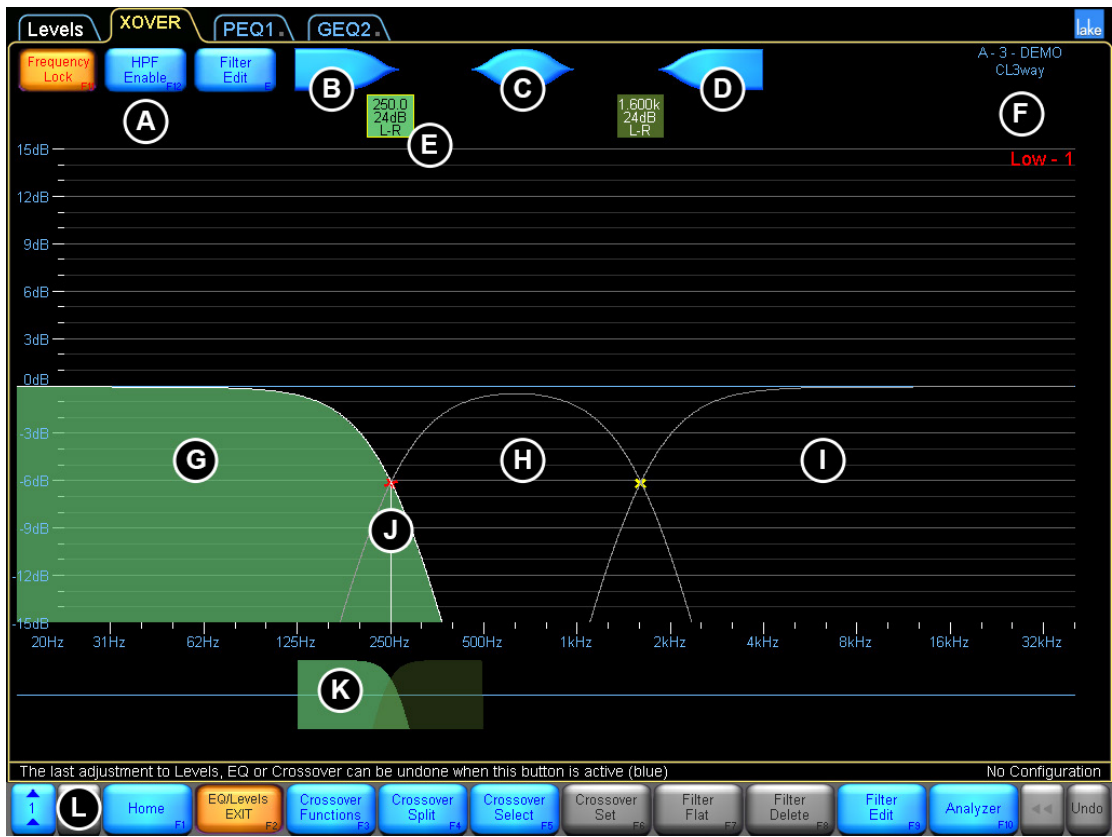 Levels XOVER PEQ1 GEQ2 lake
Frequency Lock F11
HPF Enable F12
Filter Edit E
B
C
D
A - 3 - DEMO
CL3way
A
250.0
24dB
L-R
E
1.600k
24dB
L-R
F
15dB
Low - 1
12dB
9dB
6dB
3dB
0dB
-3dB
G
H
I
-6dB
-9dB
J
-12dB
-15dB
20Hz 31Hz 62Hz 125Hz 250Hz 500Hz 1kHz 2kHz 4kHz 8kHz 16kHz 32kHz
K
The last adjustment to Levels, EQ or Crossover can be undone when this button is active (blue) No Configuration
1
L
Home F1
EQ/Levels EXIT F2
Crossover Functions F3
Crossover Split F4
Crossover Select F5
Crossover Set F6
Filter Flat F7
Filter Delete F8
Filter Edit F9
Analyzer F10
Undo